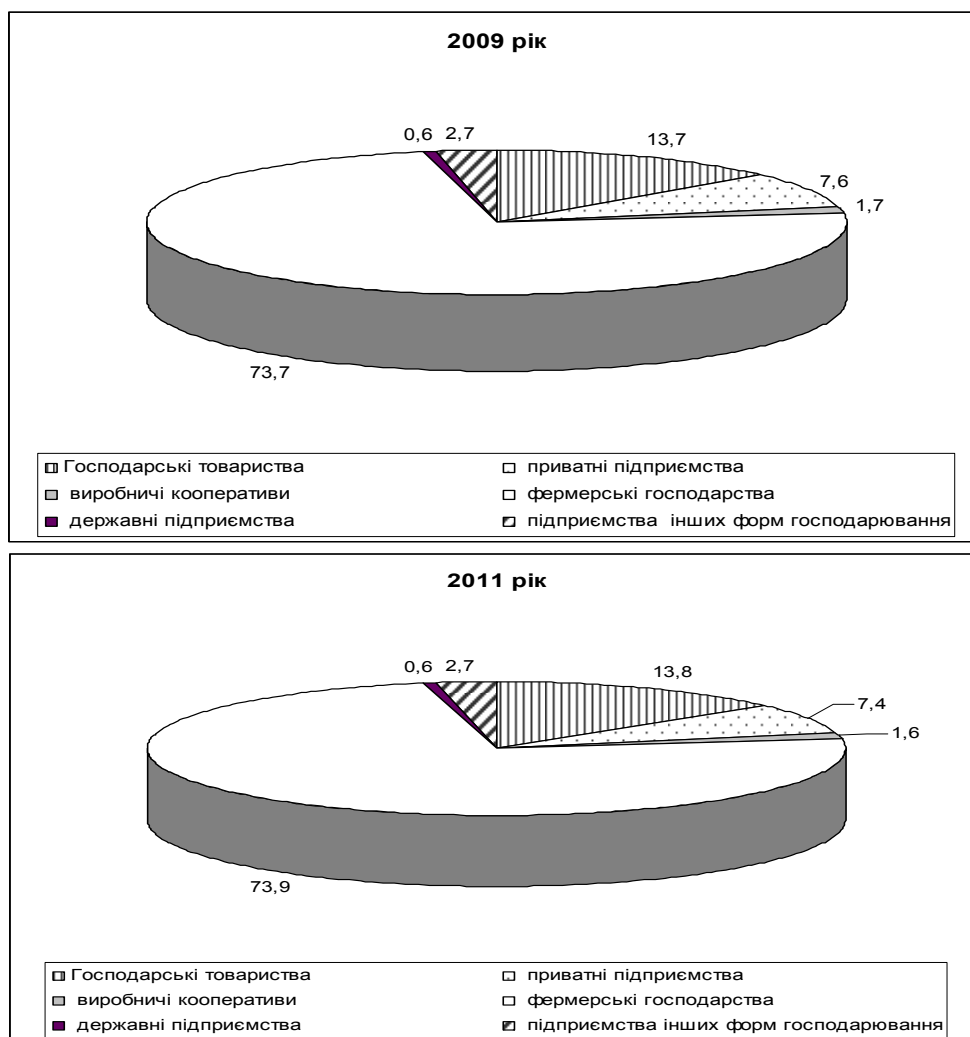 2009 рік
0,6 2,7 13,7
7,6
1,7
73,7
Господарські товариства приватні підприємства
виробничі кооперативи фермерські господарства
державні підприємства підприємства інших форм господарювання
2011 рік
0,6 2,7 13,8
7,4
1,6
73,9
Господарські товариства приватні підприємства
виробничі кооперативи фермерські господарства
державні підприємства підприємства інших форм господарювання